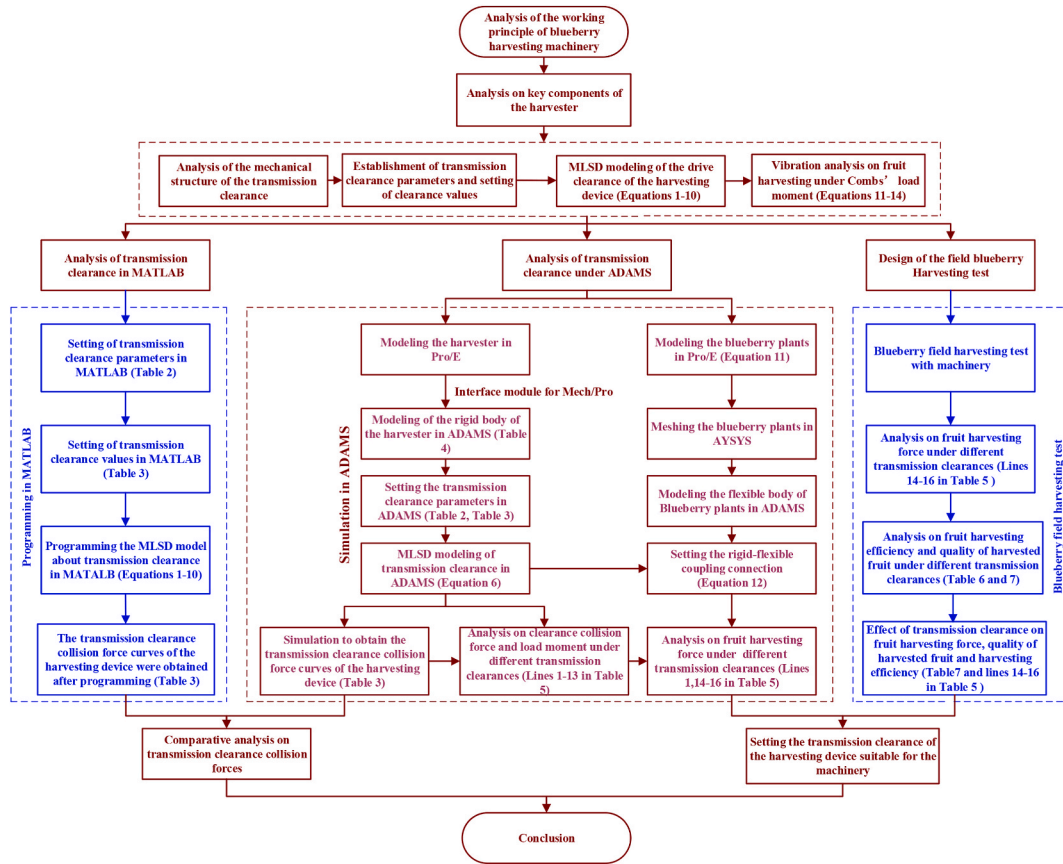 Analysis of the working
principle of blueberry
harvesting machinery
Analysis on key components
of the harvester
Analysis of the mechanical
structure of the transmission
clearance
Establishment of transmission
clearance parameters and setting
of clearance values
MLSD modeling of the drive
clearance of the harvesting
device (Equations 1-10)
Vibration analysis on fruit
harvesting under Combs’ load
moment (Equations 11-14)
Analysis of transmission
clearance in MATLAB
Analysis of transmission
clearance under ADAMS
Design of the field blueberry
Harvesting test
Programming in MATLAB
Setting of transmission
clearance parameters in
MATLAB (Table 2)
Setting of transmission
clearance values in MATLAB
(Table 3)
Programming the MLSD model
about transmission clearance
in MATALB (Equations 1-10)
The transmission clearance
collision force curves of the
harvesting device were obtained
after programming (Table 3)
Simulation in ADAMS
Modeling the harvester in
Pro/E
Modeling the blueberry plants
in Pro/E (Equation 11)
Interface module for Mech/Pro
Modeling of the rigid body of
the harvester in ADAMS (Table
4)
Meshing the blueberry plants in
AYSYS
Setting the transmission
clearance parameters in
ADAMS (Table 2, Table 3)
Modeling the flexible body of
Blueberry plants in ADAMS
MLSD modeling of
transmission clearance in
ADAMS (Equation 6)
Setting the rigid-flexible
coupling connection
(Equation 12)
Simulation to obtain the
transmission clearance collision
force curves of the harvesting
device (Table 3)
Analysis on clearance collision
force and load moment under
different transmission
clearances (Lines 1-13 in Table
5)
Analysis on fruit harvesting
force under different
transmission clearances (Lines
1,14-16 in Table 5)
Blueberry field harvesting test
with machinery
Analysis on fruit harvesting
force under different
transmission clearances (Lines
14-16 in Table 5 )
Analysis on fruit harvesting
efficiency and quality of harvested
fruit under different transmission
clearances (Table 6 and 7)
Effect of transmission clearance on
fruit harvesting force, quality of
harvested fruit and harvesting
efficiency (Table7 and lines 14-16
in Table 5 )
Blueberry field harvesting test
Comparative analysis on
transmission clearance collision
forces
Setting the transmission clearance of
the harvesting device suitable for the
machinery
Conclusion